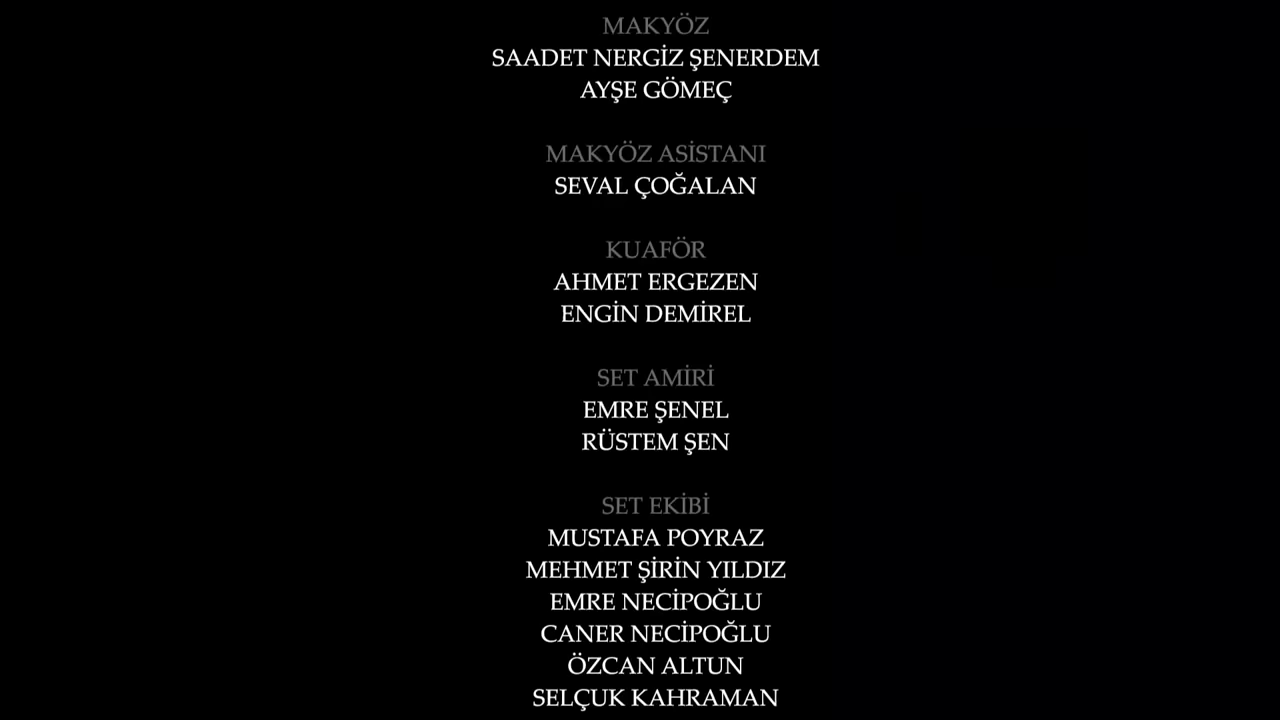 MAKYÖZ
SAADET NERGİZ ŞENERDEM
AYŞE GÖMEÇ
MAKYÖZ ASİSTANI
SEVAL ÇOĞALAN
KUAFÖR
AHMET ERGEZEN
ENGİN DEMİREL
SET AMİRİ
EMRE ŞENEL
RÜSTEM ŞEN
SET EKİBİ
MUSTAFA POYRAZ
MEHMET ŞİRİN YILDIZ
EMRE NECİPOĞLU
CANER NECİPOĞLU
ÖZCAN ALTUN
SELÇUK KAHRAMAN